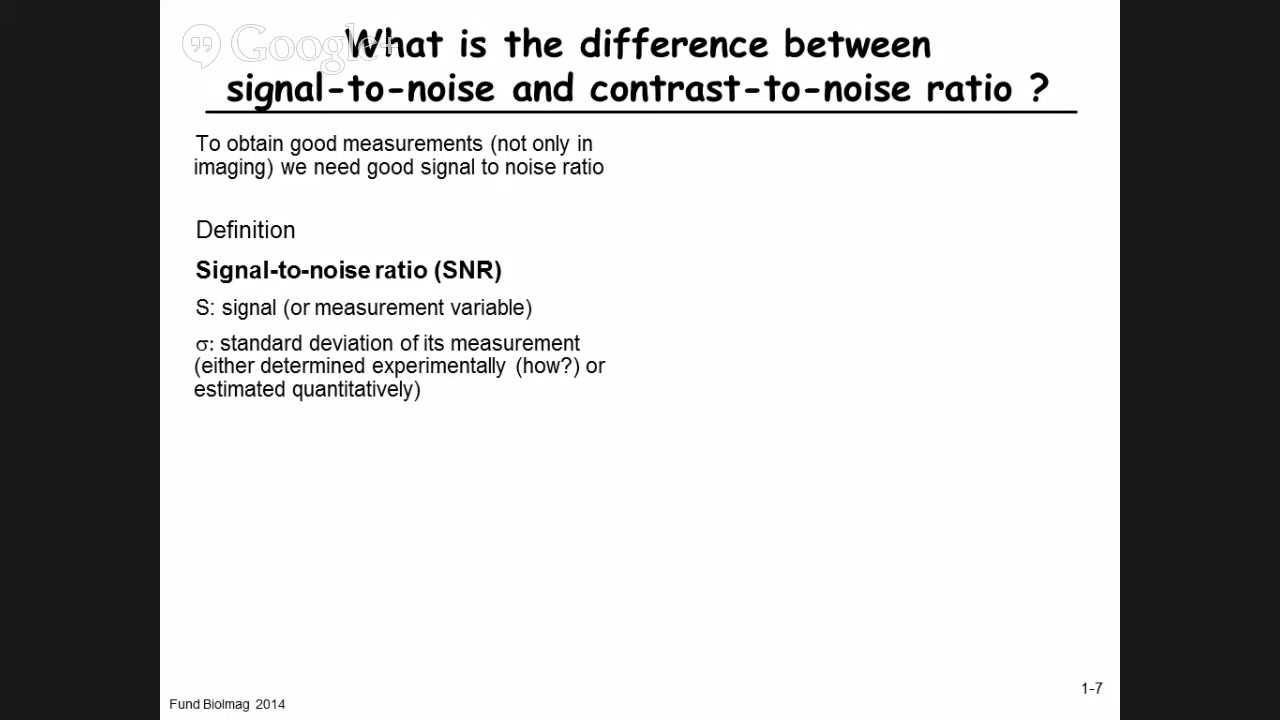 Google+
What is the difference between
signal-to-noise and contrast-to-noise ratio ?
To obtain good measurements (not only in
imaging) we need good signal to noise ratio
Definition
Signal-to-noise ratio (SNR)
S: signal (or measurement variable)
σ: standard deviation of its measurement
(either determined experimentally (how?) or
estimated quantitatively)
1-7
Fund BioImag 2014